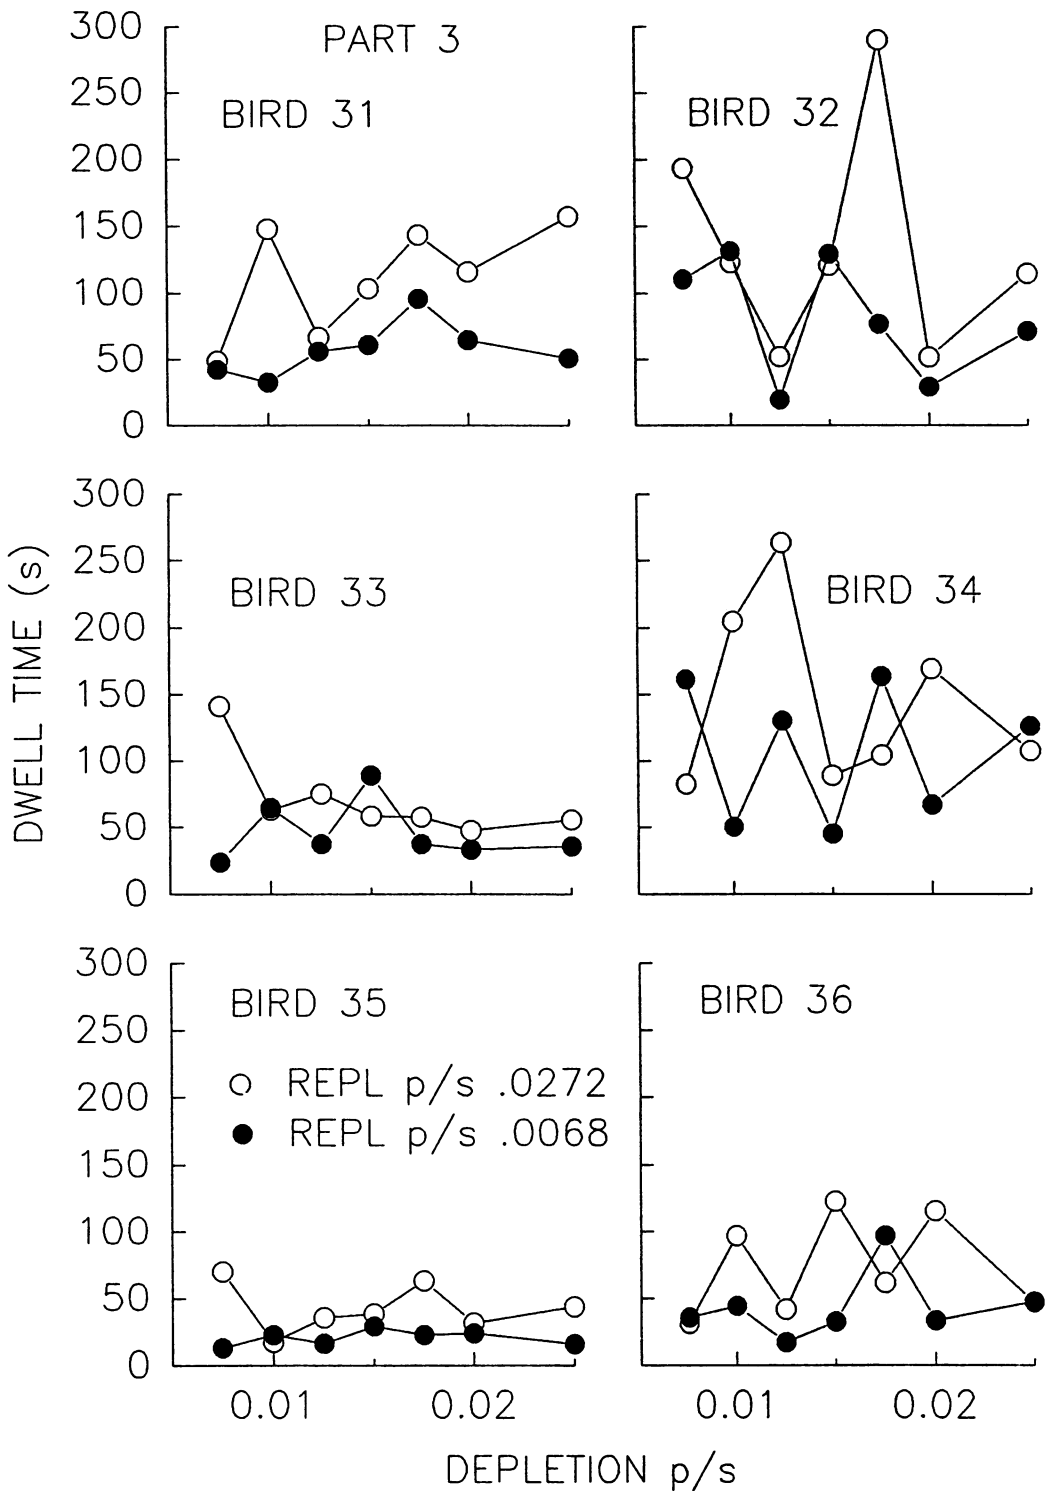 PART 3
BIRD 31
300
250
200
150
100
50
0
BIRD 32
DWELL TIME (s)
BIRD 33
300
250
200
150
100
50
0
BIRD 34
BIRD 35
300
250
200
150
100
50
0
REPL p/s .0272
REPL p/s .0068
BIRD 36
0.01
0.02
0.01
0.02
DEPLETION p/s